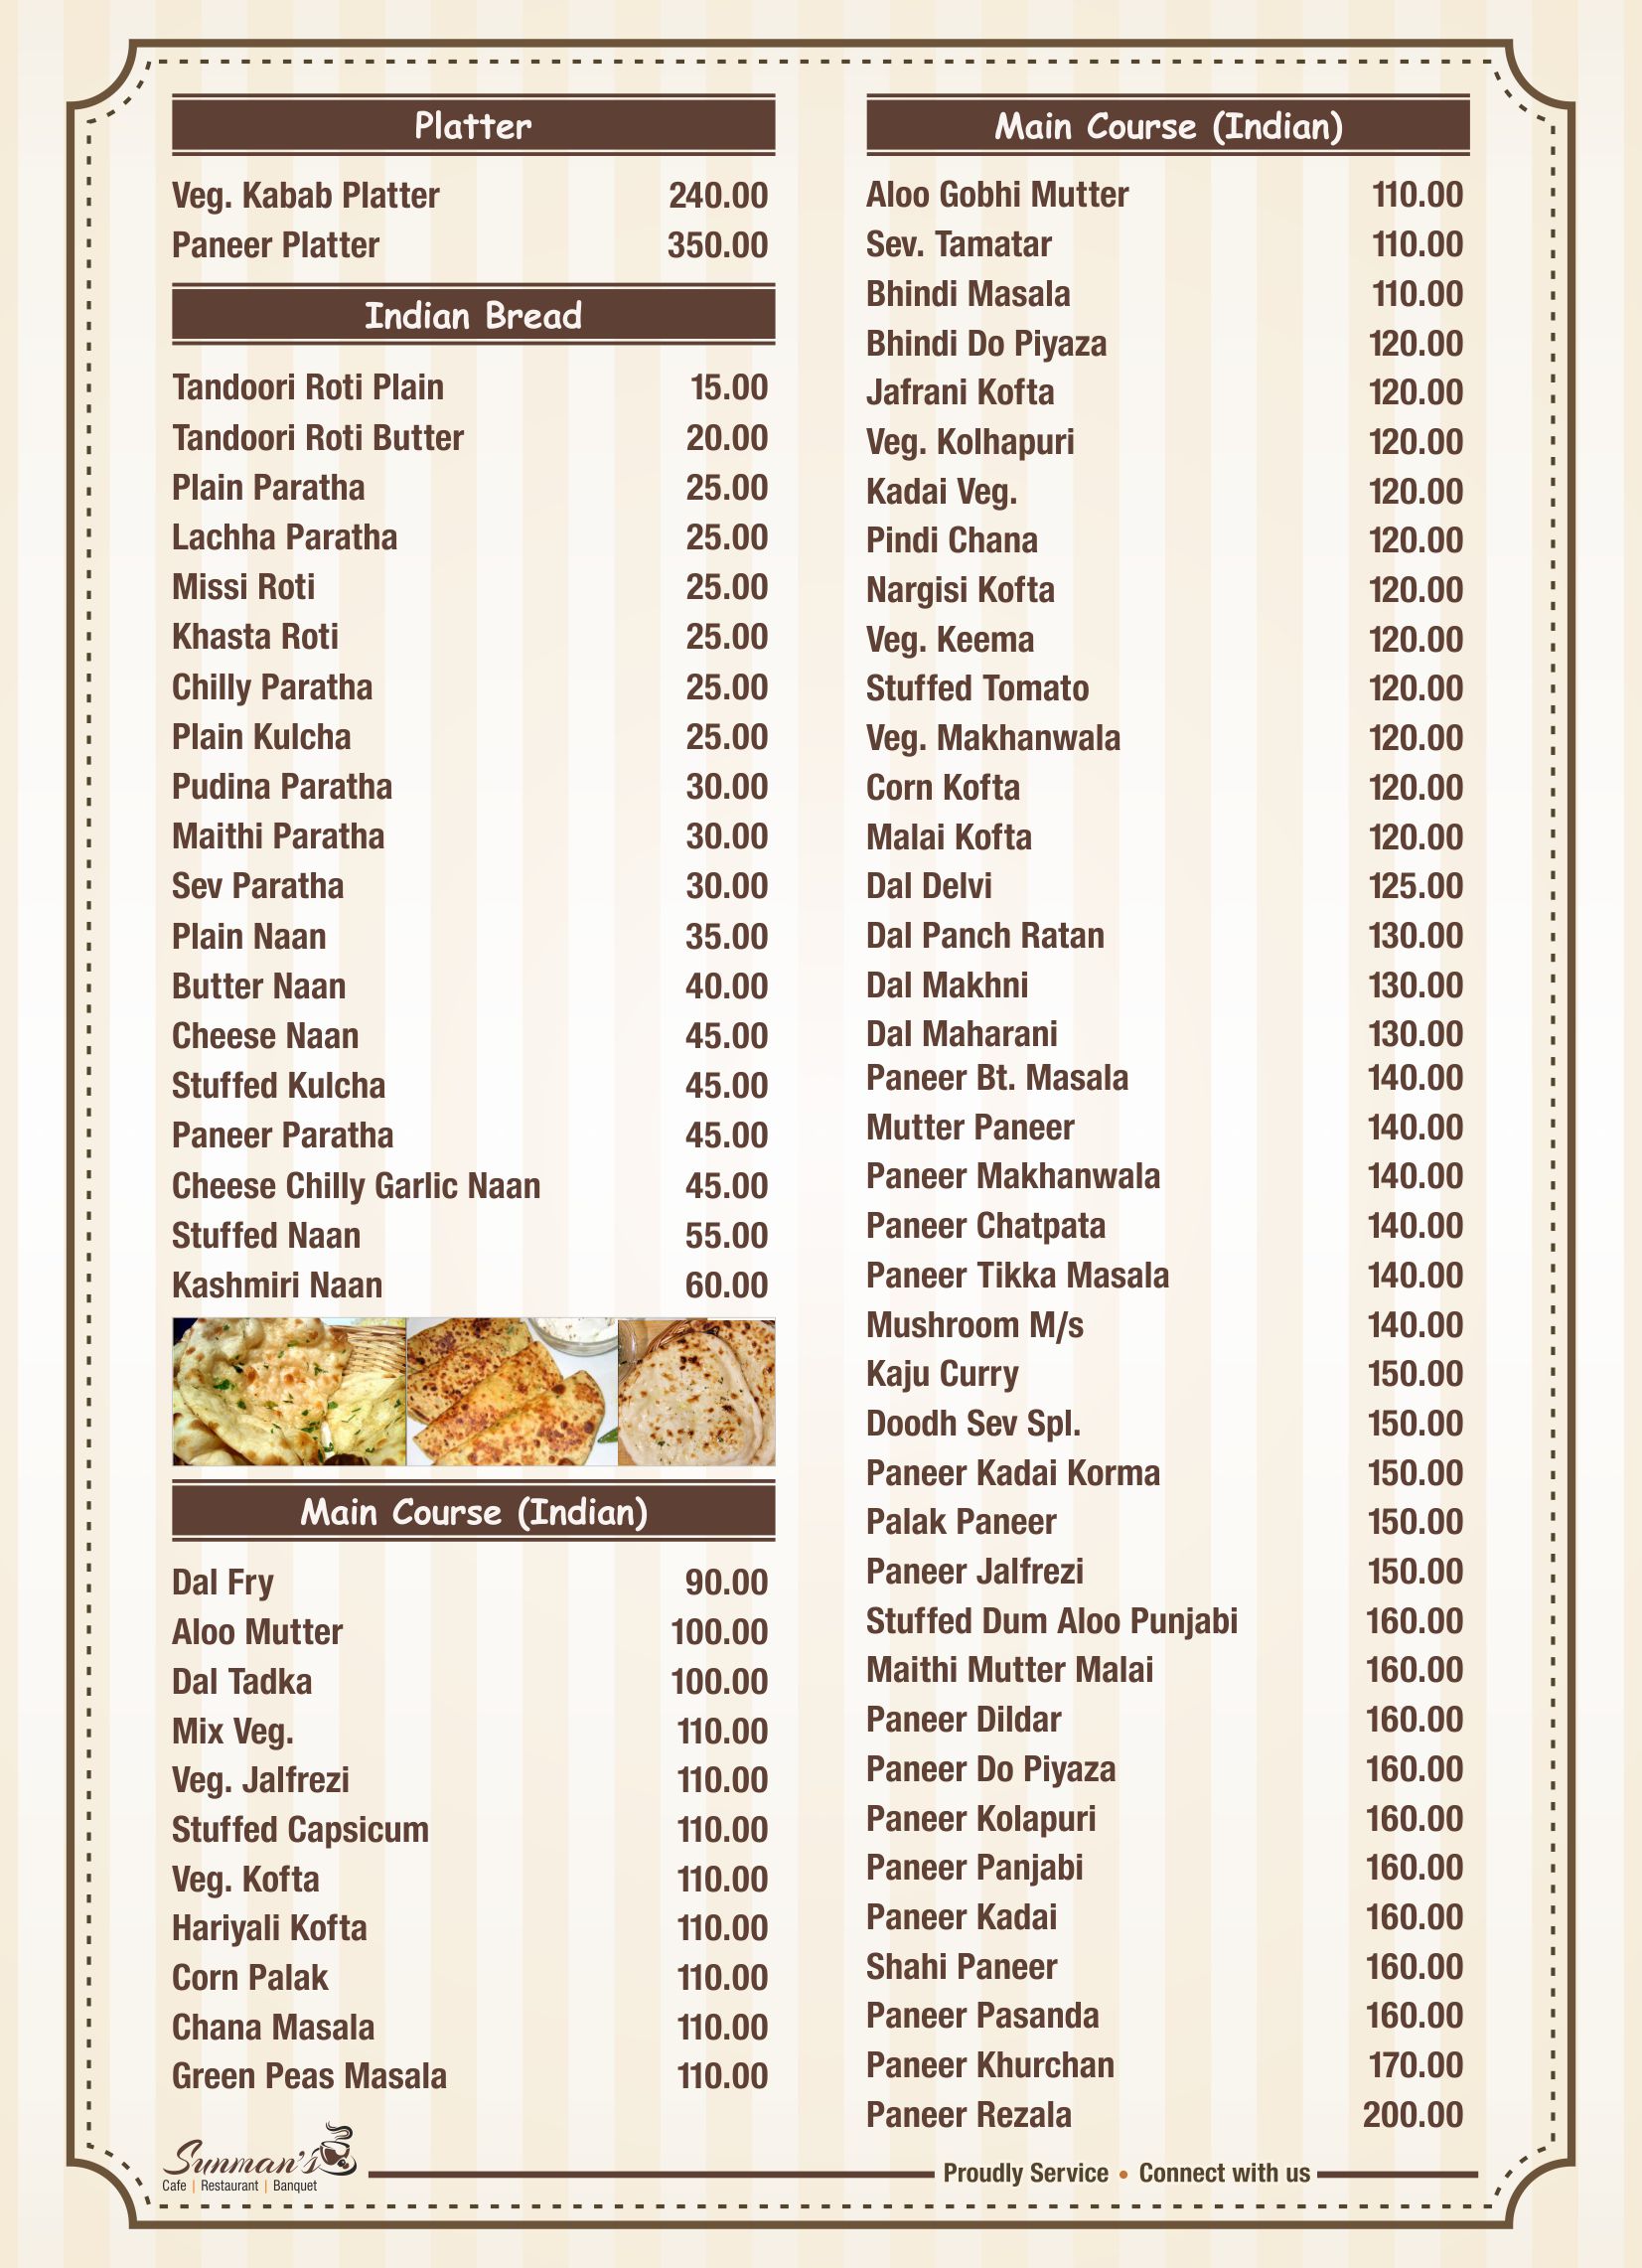 Platter
Veg. Kabab Platter 240.00
Paneer Platter 350.00
Indian Bread
Tandoori Roti Plain 15.00
Tandoori Roti Butter 20.00
Plain Paratha 25.00
Lachha Paratha 25.00
Missi Roti 25.00
Khasta Roti 25.00
Chilly Paratha 25.00
Plain Kulcha 25.00
Pudina Paratha 30.00
Maithi Paratha 30.00
Sev Paratha 30.00
Plain Naan 35.00
Butter Naan 40.00
Cheese Naan 45.00
Stuffed Kulcha 45.00
Paneer Paratha 45.00
Cheese Chilly Garlic Naan 45.00
Stuffed Naan 55.00
Kashmiri Naan 60.00
Main Course (Indian)
Dal Fry 90.00
Aloo Mutter 100.00
Dal Tadka 100.00
Mix Veg. 110.00
Veg. Jalfrezi 110.00
Stuffed Capsicum 110.00
Veg. Kofta 110.00
Hariyali Kofta 110.00
Corn Palak 110.00
Chana Masala 110.00
Green Peas Masala 110.00
Main Course (Indian)
Aloo Gobhi Mutter 110.00
Sev. Tamatar 110.00
Bhindi Masala 110.00
Bhindi Do Piyaza 120.00
Jafrani Kofta 120.00
Veg. Kolhapuri 120.00
Kadai Veg. 120.00
Pindi Chana 120.00
Nargisi Kofta 120.00
Veg. Keema 120.00
Stuffed Tomato 120.00
Veg. Makhanwala 120.00
Corn Kofta 120.00
Malai Kofta 120.00
Dal Delvi 125.00
Dal Panch Ratan 130.00
Dal Makhni 130.00
Dal Maharani 130.00
Paneer Bt. Masala 140.00
Mutter Paneer 140.00
Paneer Makhanwala 140.00
Paneer Chatpata 140.00
Paneer Tikka Masala 140.00
Mushroom M/s 140.00
Kaju Curry 150.00
Doodh Sev Spl. 150.00
Paneer Kadai Korma 150.00
Palak Paneer 150.00
Paneer Jalfrezi 150.00
Stuffed Dum Aloo Punjabi 160.00
Maithi Mutter Malai 160.00
Paneer Dildar 160.00
Paneer Do Piyaza 160.00
Paneer Kolapuri 160.00
Paneer Panjabi 160.00
Paneer Kadai 160.00
Shahi Paneer 160.00
Paneer Pasanda 160.00
Paneer Khurchan 170.00
Paneer Rezala 200.00
Sunman's
Cafe | Restaurant | Banquet
Proudly Service • Connect with us